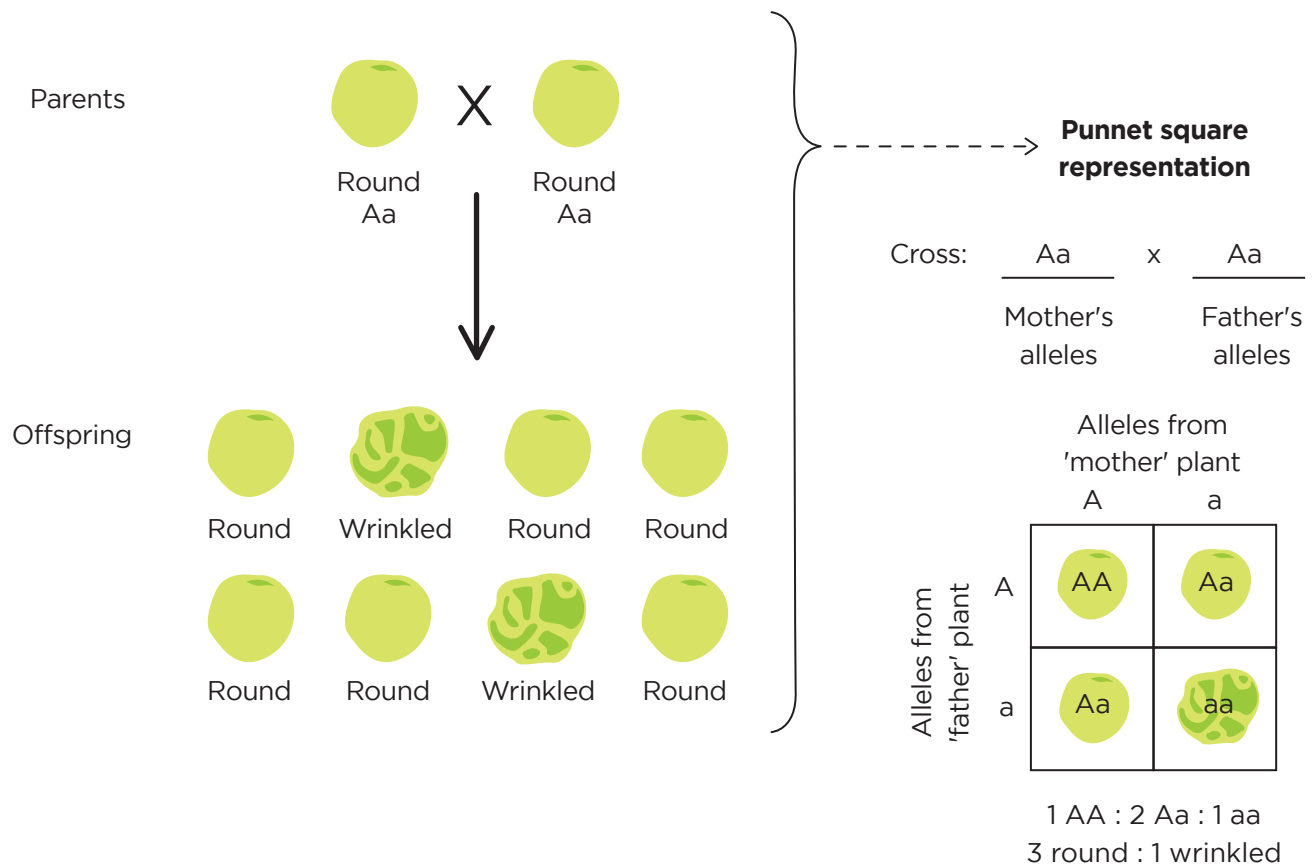 Parents
X
Round
Aa
Round
Aa
Offspring
Round
Wrinkled
Round
Round
Round
Round
Wrinkled
Round
Punnet square
representation
Cross: Aa x Aa
Mother's
alleles
Father's
alleles
Alleles from
'mother' plant
A a
Alleles from
'father' plant
A AA Aa
a Aa aa
1 AA : 2 Aa : 1 aa
3 round : 1 wrinkled